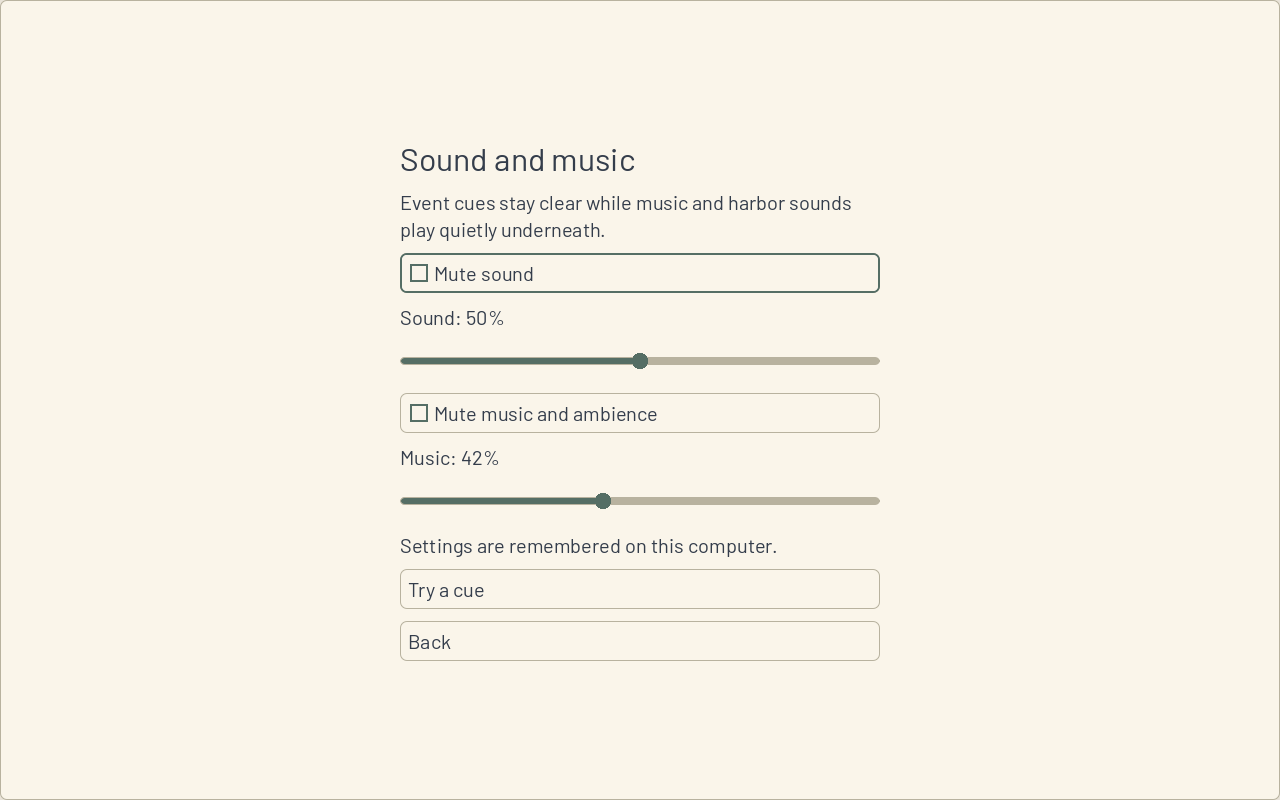 Sound and music
Event cues stay clear while music and harbor sounds
play quietly underneath.
Mute sound
Sound: 50%
Mute music and ambience
Music: 42%
Settings are remembered on this computer.
Try a cue
Back